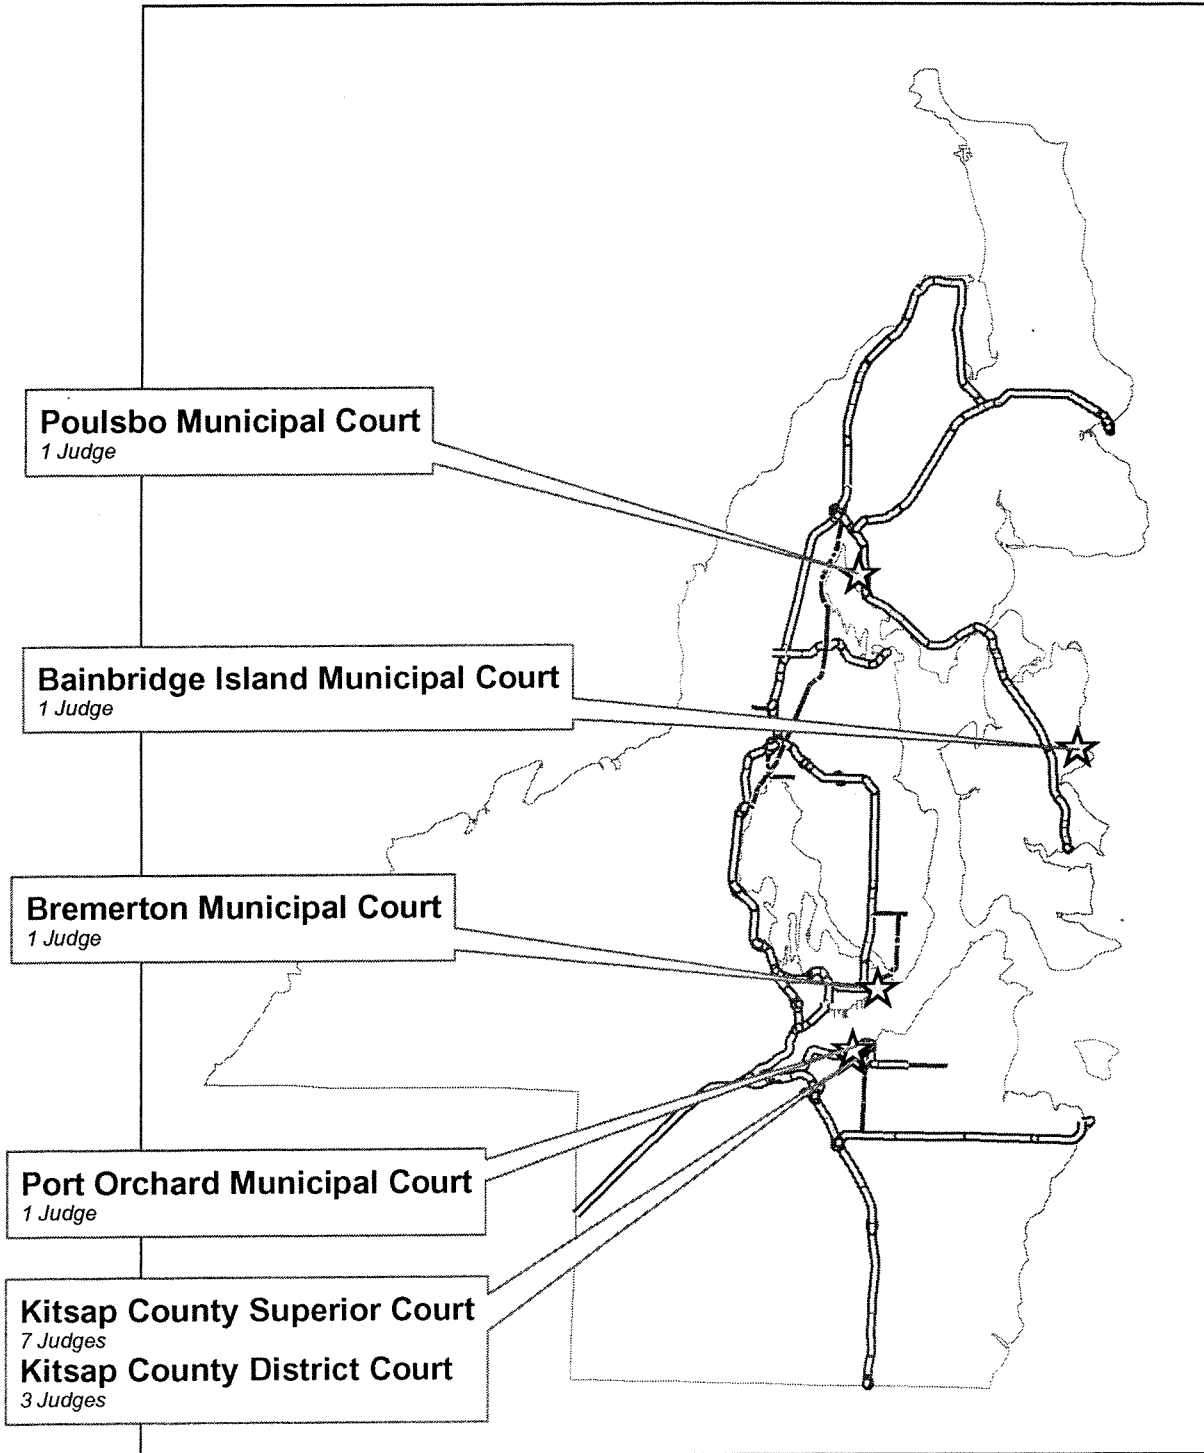 Poulsbo Municipal Court
1 Judge
Bainbridge Island Municipal Court
1 Judge
Bremerton Municipal Court
1 Judge
Port Orchard Municipal Court
1 Judge
Kitsap County Superior Court
7 Judges
Kitsap County District Court
3 Judges